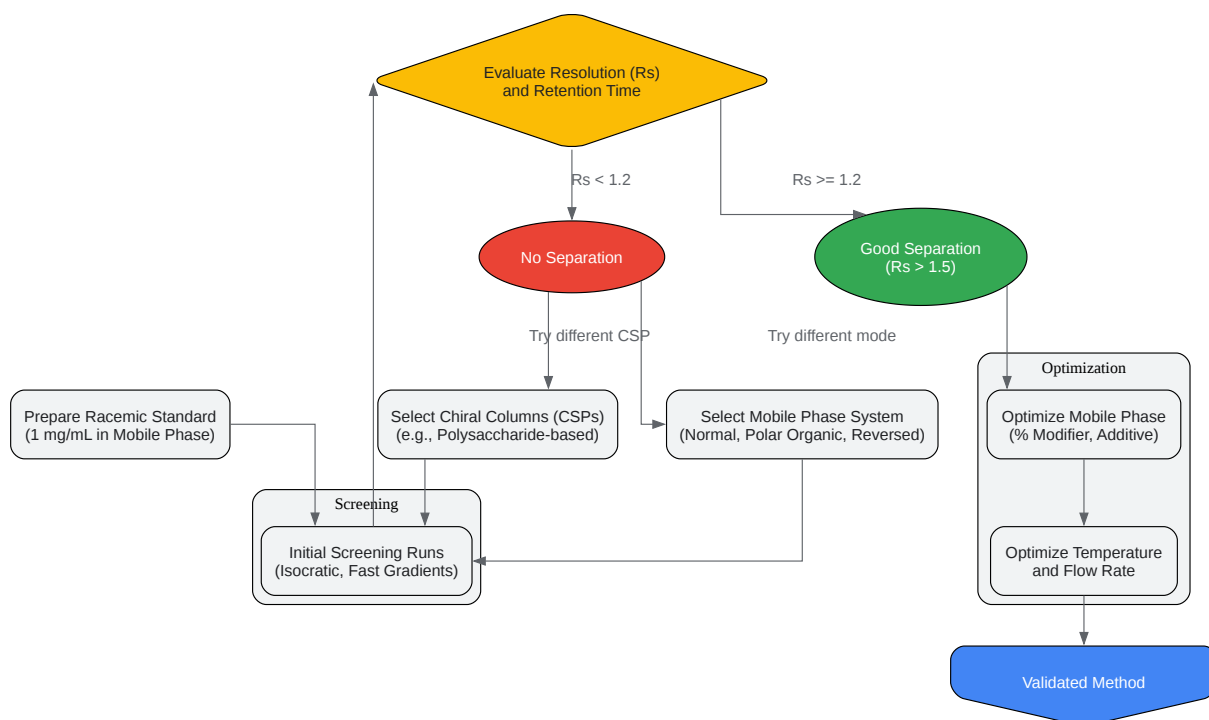 Evaluate Resolution (Rs)
and Retention Time
Rs < 1.2
Rs >= 1.2
No Separation
Good Separation
(Rs > 1.5)
Try different CSP
Try different mode
Optimization
Prepare Racemic Standard
(1 mg/mL in Mobile Phase)
Select Chiral Columns (CSPs)
(e.g., Polysaccharide-based)
Select Mobile Phase System
(Normal, Polar Organic, Reversed)
Optimize Mobile Phase
(% Modifier, Additive)
Screening
Initial Screening Runs
(Isocratic, Fast Gradients)
Optimize Temperature
and Flow Rate
Validated Method